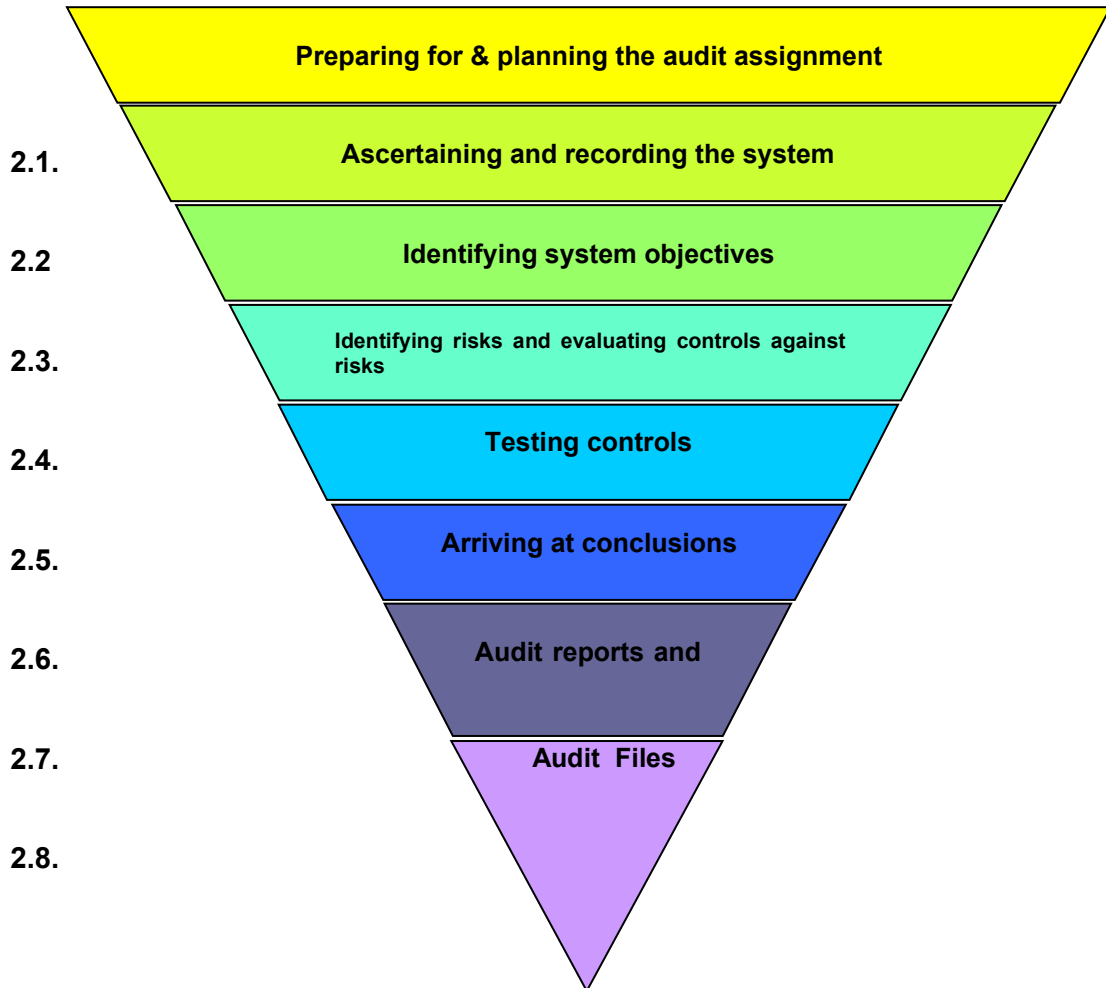 Preparing for & planning the audit assignment
2.1.
Ascertaining and recording the system
2.2
Identifying system objectives
2.3.
Identifying risks and evaluating controls against
risks
2.4.
Testing controls
2.5.
Arriving at conclusions
2.6.
Audit reports and
2.7.
Audit Files
2.8.